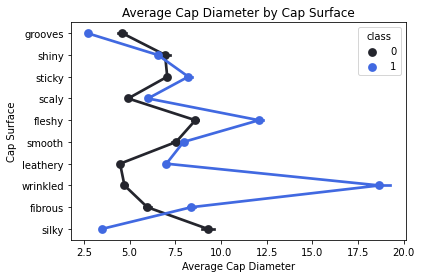 Average Cap Diameter by Cap Surface
class
0
1
grooves
shiny
sticky
scaly
fleshy
smooth
leathery
wrinkled
fibrous
silky
Cap Surface
2.5 5.0 7.5 10.0 12.5 15.0 17.5 20.0
Average Cap Diameter